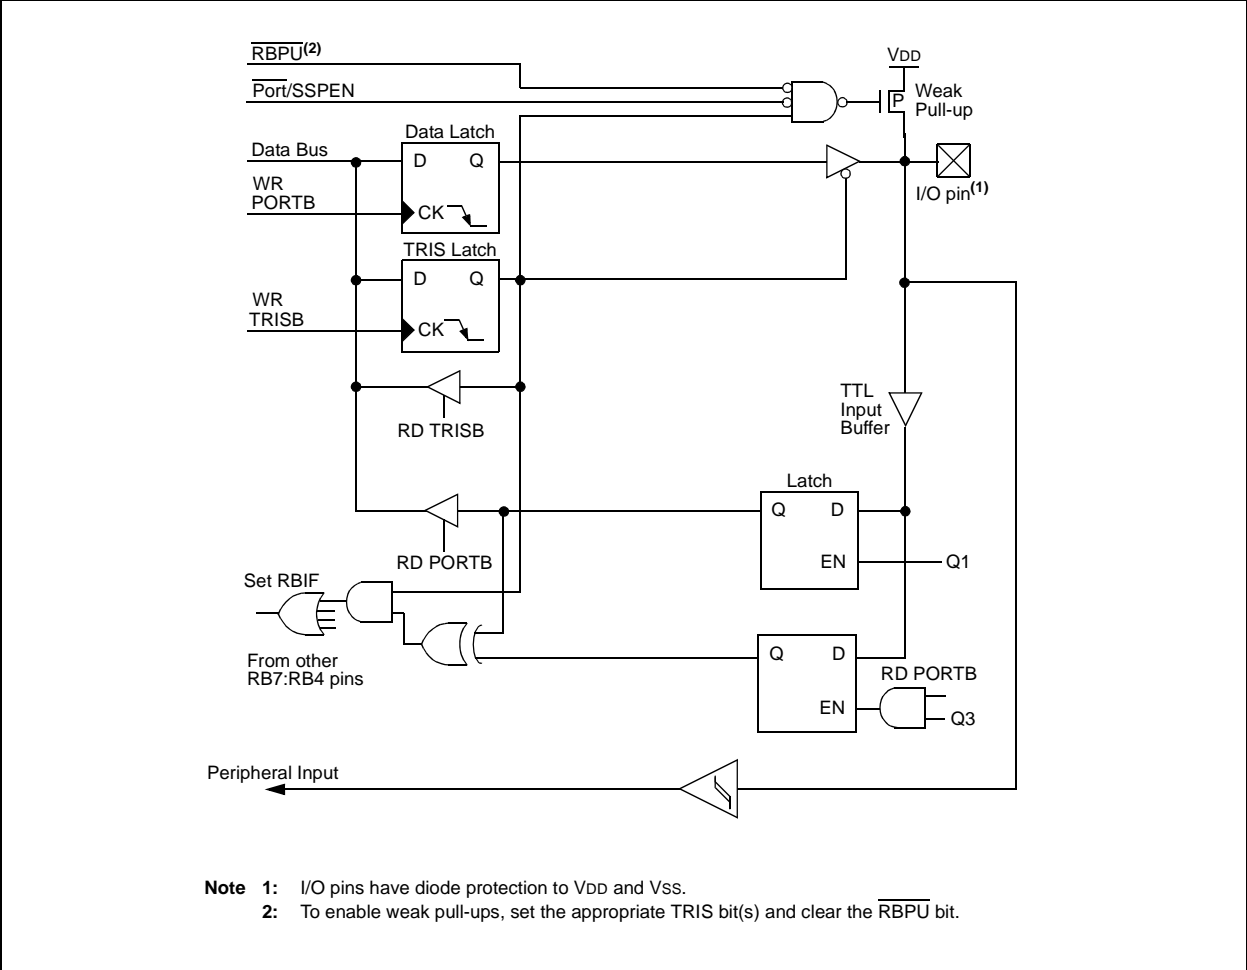 RBPU(2)
VDD
Port/SSPEN
Weak
Pull-up
P
Data Latch
Data Bus
D Q
WR
PORTB
CK
I/O pin(1)
TRIS Latch
D Q
WR
TRISB
CK
TTL
Input
Buffer
RD TRISB
Latch
Q D
EN
Q1
RD PORTB
Set RBIF
From other
RB7:RB4 pins
Q D
RD PORTB
EN
Q3
Peripheral Input
Note 1: I/O pins have diode protection to VDD and VSS.
2: To enable weak pull-ups, set the appropriate TRIS bit(s) and clear the RBPU bit.